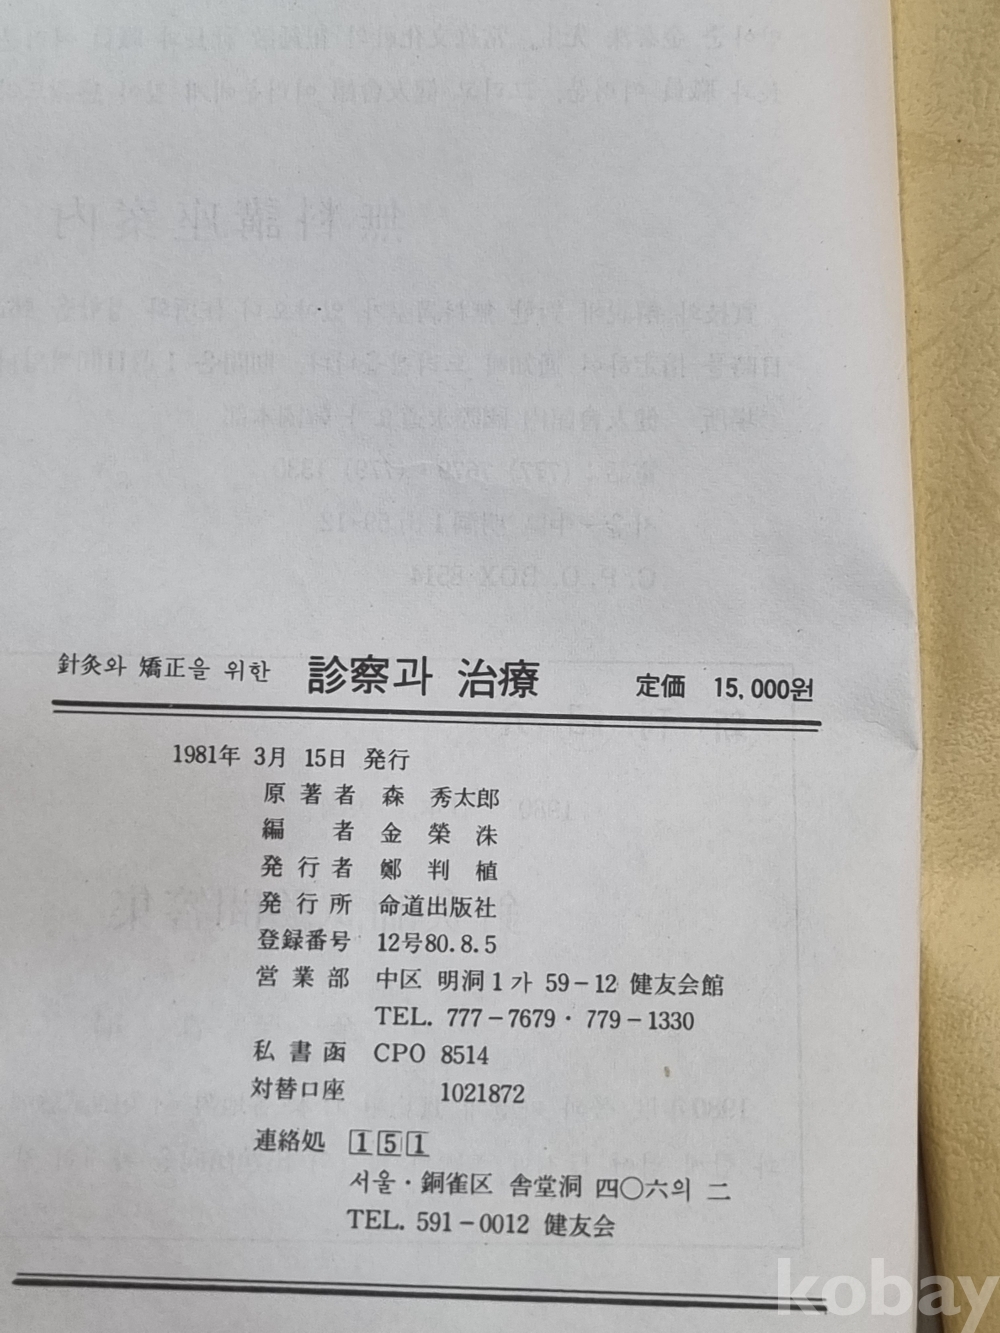 針灸와 矯正을 위한 診察과 治療 定価 15,000원
1981年 3月 15日 発行
原著者 森 秀太郎
編者 金榮洙
発行者 鄭判植
発行所 命道出版社
登録番号 12号80.8.5
営業部 中区 明洞1가 59-12 健友会館
TEL. 777-7679・779-1330
私書函 CPO 8514
対替口座 1021872
連絡処 151
서울・銅雀区 舎堂洞 四〇六의 二
TEL. 591-0012 健友会
kobay